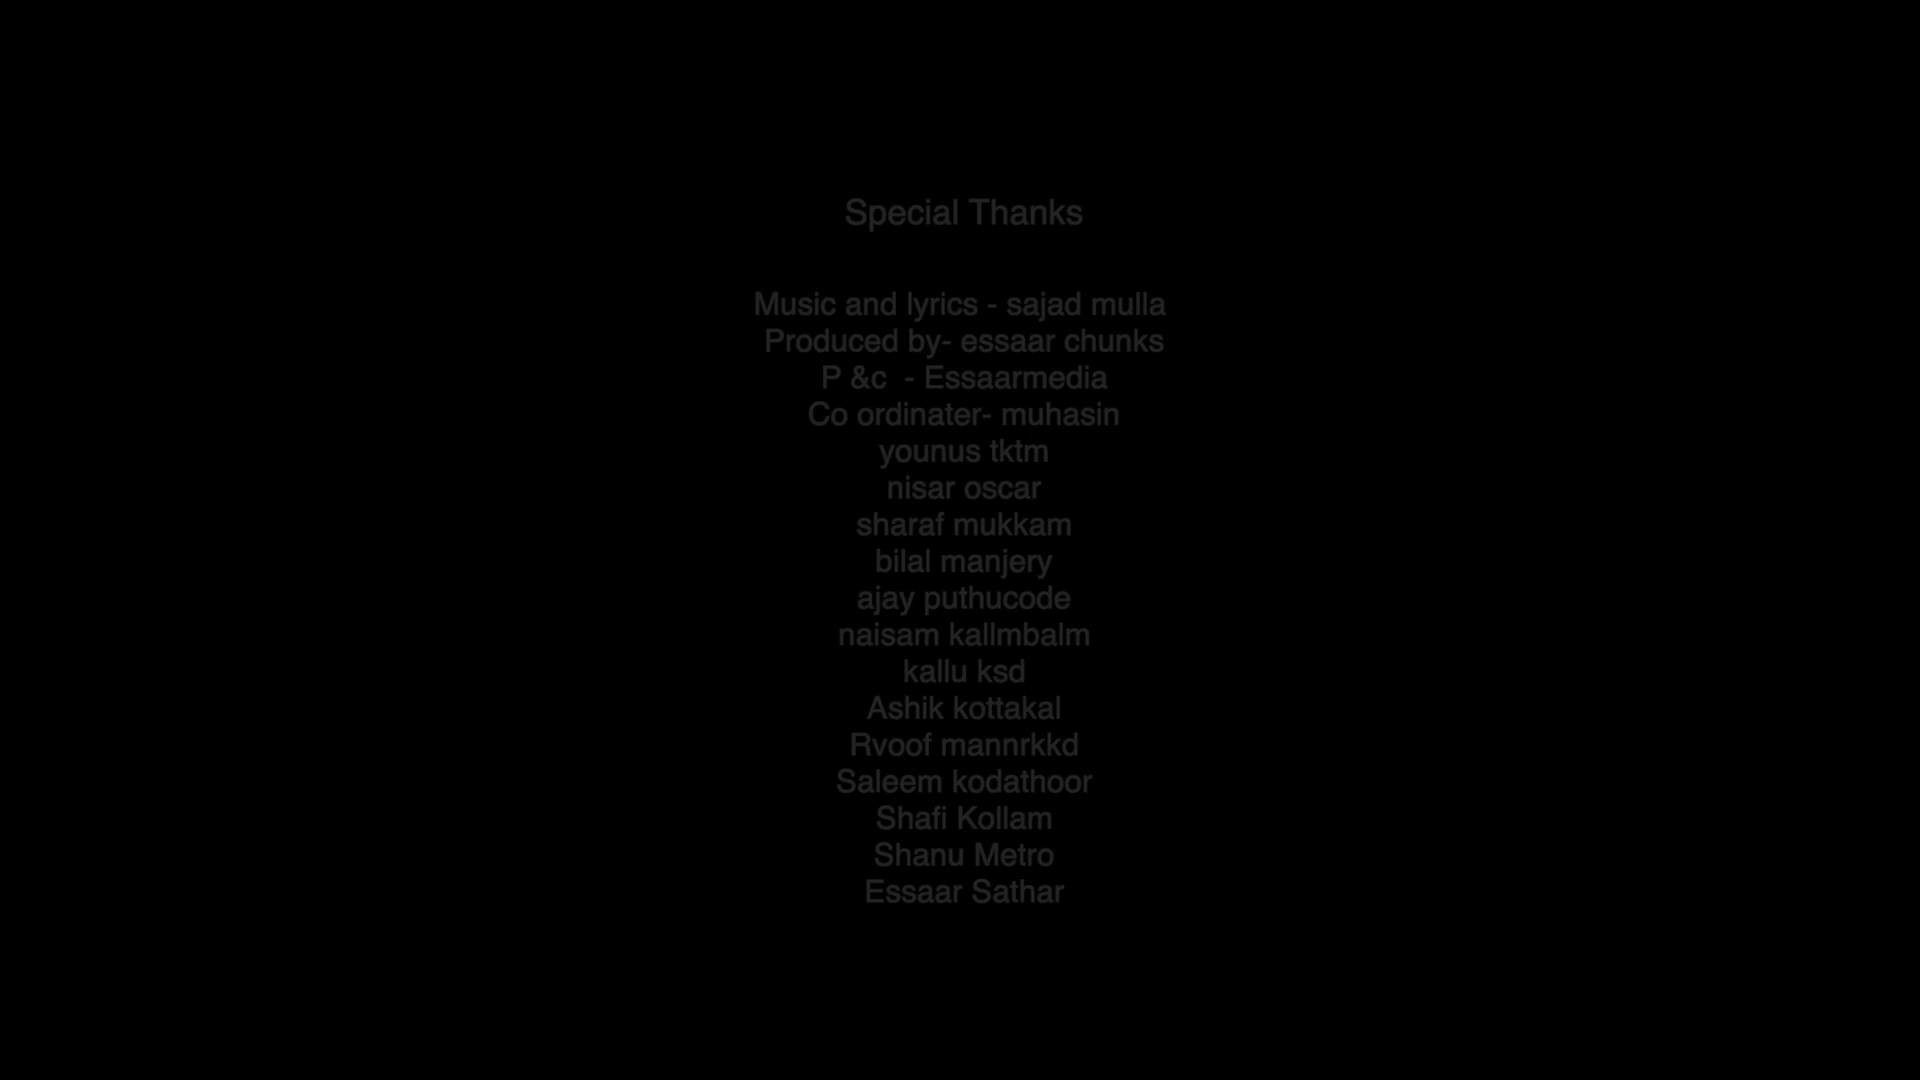 Special Thanks
Music and lyrics - sajad mulla
Produced by- essaar chunks
P &c  - Essaarmedia
Co ordinater- muhasin
younus tktm
nisar oscar
sharaf mukkam
bilal manjery
ajay puthucode
naisam kallmbalm
kallu ksd
Ashik kottakal
Rvoof mannrkkd
Saleem kodathoor
Shafi Kollam
Shanu Metro
Essaar Sathar